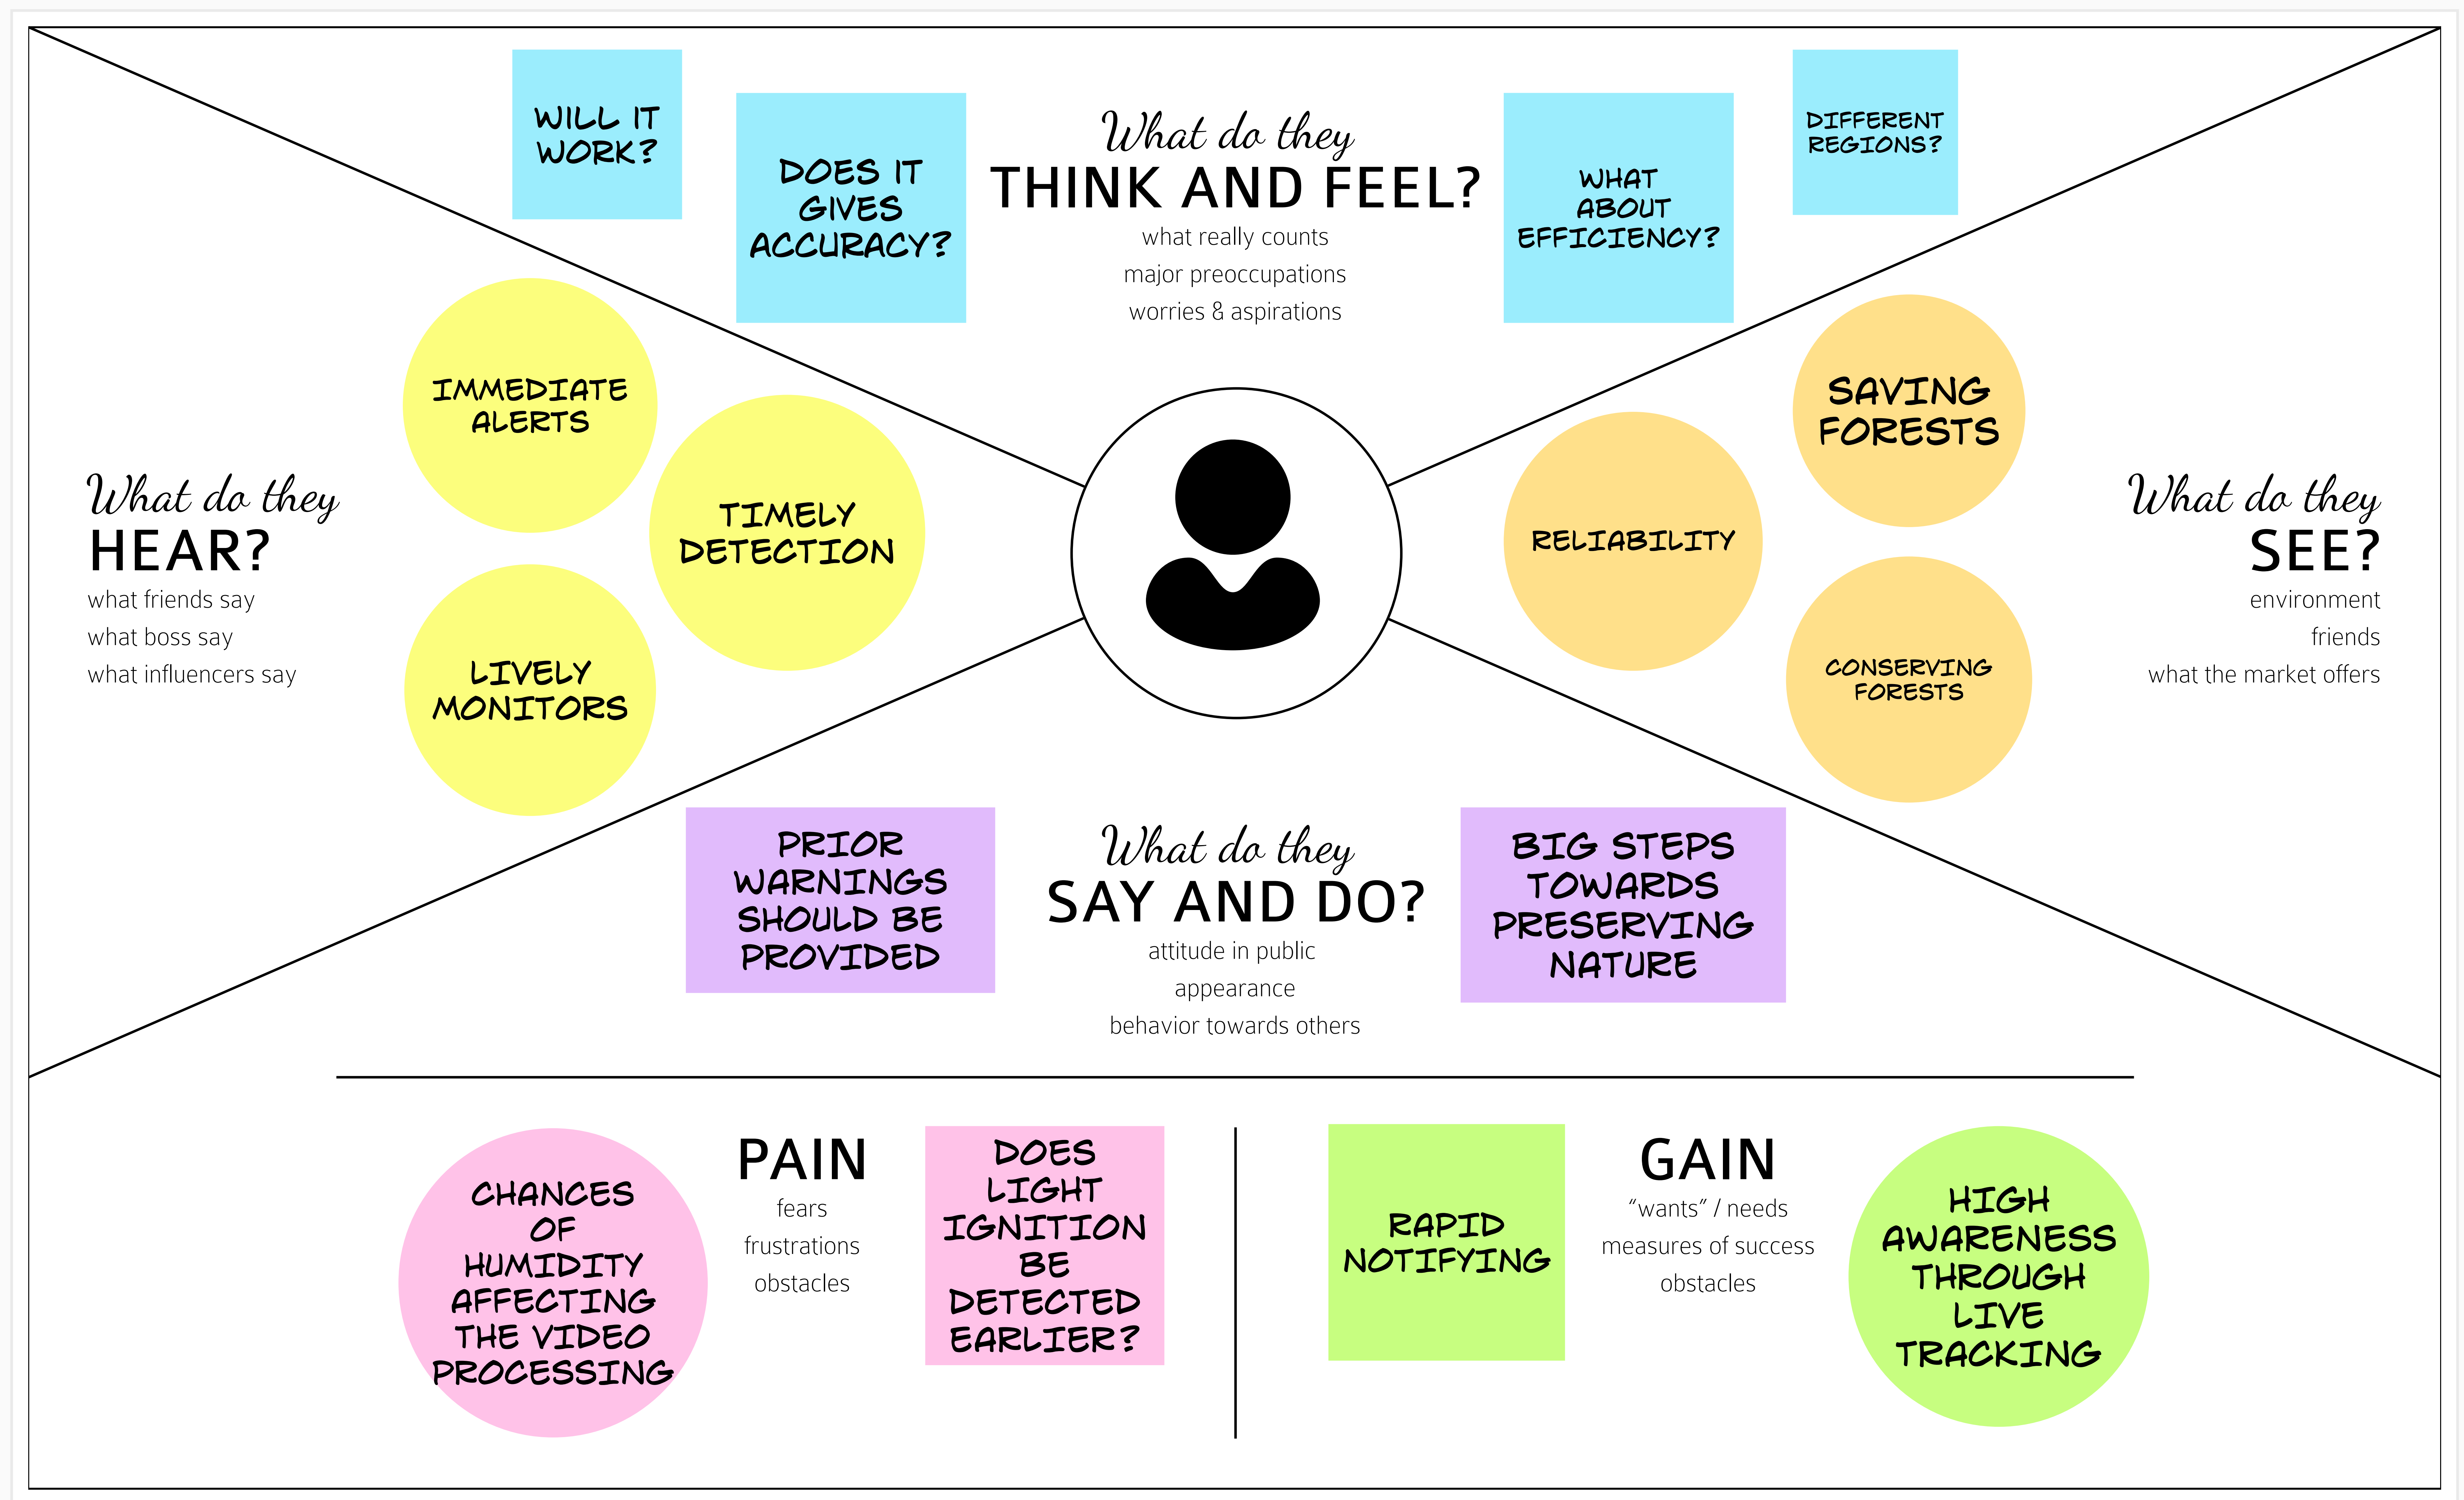 WILL IT
WORK?
DOES IT
GIVES
ACCURACY?
What do they
THINK AND FEEL?
what really counts
major preoccupations
worries & aspirations
WHAT
ABOUT
EFFICIENCY?
DIFFERENT
REGIONS?
What do they
HEAR?
what friends say
what boss say
what influencers say
IMMEDIATE
ALERTS
TIMELY
DETECTION
LIVELY
MONITORS
RELIABILITY
SAVING
FORESTS
CONSERVING
FORESTS
What do they
SEE?
environment
friends
what the market offers
PRIOR
WARNINGS
SHOULD BE
PROVIDED
What do they
SAY AND DO?
attitude in public
appearance
behavior towards others
BIG STEPS
TOWARDS
PRESERVING
NATURE
CHANCES
OF
HUMIDITY
AFFECTING
THE VIDEO
PROCESSING
PAIN
fears
frustrations
obstacles
DOES
LIGHT
IGNITION
BE
DETECTED
EARLIER?
RAPID
NOTIFYING
GAIN
“wants” / needs
measures of success
obstacles
HIGH
AWARENESS
THROUGH
LIVE
TRACKING